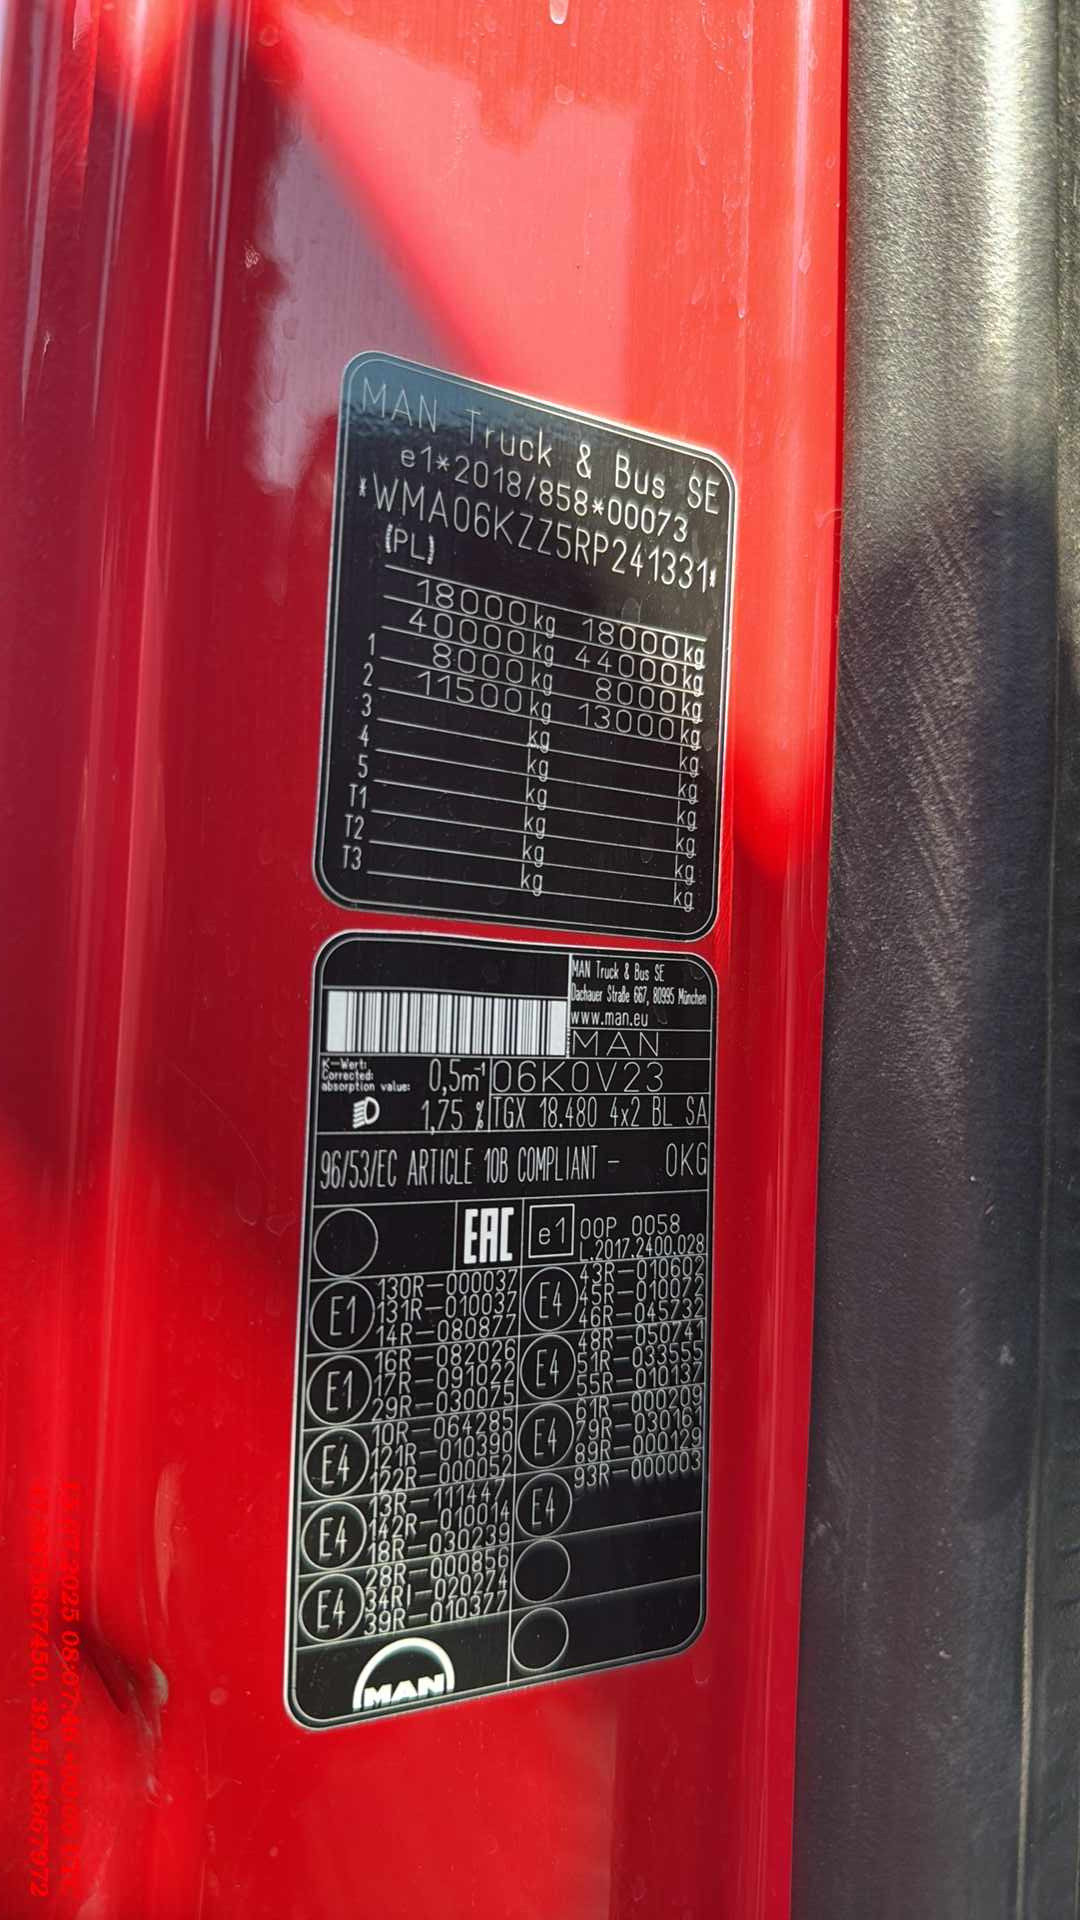 MAN Truck & Bus SE
e1*2018/858*00073
*WMA06KZZ5RP241331*
(PL)
18000 kg 18000 kg
40000 kg 44000 kg
1 8000 kg 8000 kg
2 11500 kg 13000 kg
3 kg kg
4 kg kg
5 kg kg
T1 kg kg
T2 kg kg
T3 kg kg
MAN Truck & Bus SE
Dachauer Straße 667, 80995 München
www.man.eu
MAN
K-Wert:
Corrected
absorption value: 0,5m⁻¹
06K0V23
1,75 %
TGX 18.480 4x2 BL SA
96/53/EC ARTICLE 10B COMPLIANT - 0KG
EAC
e1 00P 0058
L.2017.2400.028
E1
130R-000037
131R-010037
14R-080877
E1
16R-082026
17R-091022
29R-030075
E4
10R-064285
121R-010390
122R-000052
E4
13R-111447
142R-010014
18R-030239
E4
28R-000856
34RI-020274
39R-010377
E4
43R-010602
45R-010072
46R-045732
E4
48R-050741
51R-033555
55R-010137
E4
61R-000209
79R-030161
89R-000129
E4
93R-000003
MAN